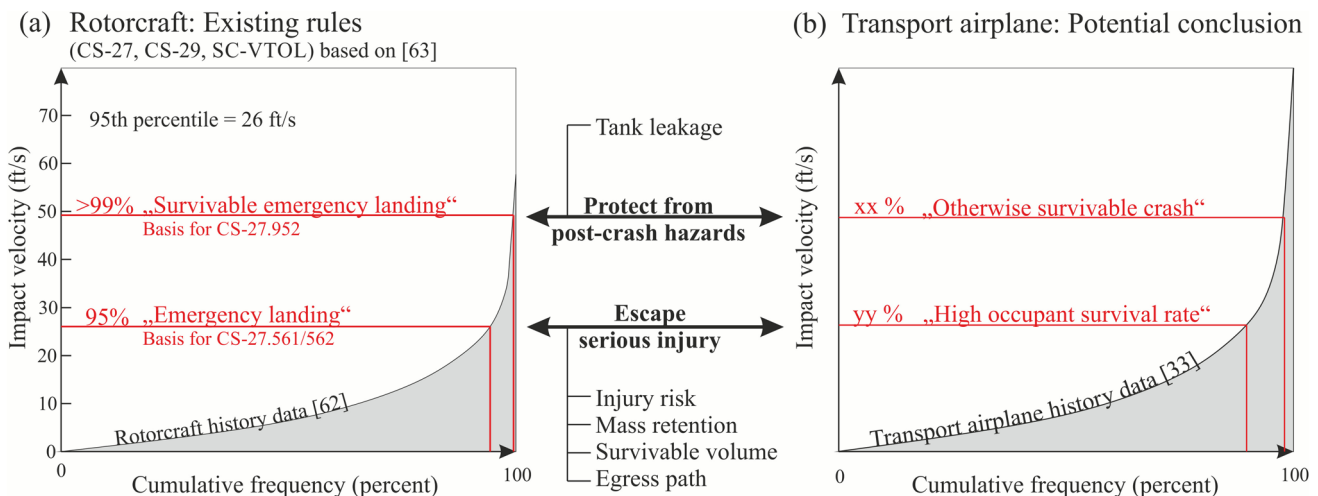 (a) Rotorcraft: Existing rules
(CS-27, CS-29, SC-VTOL) based on [63]
Impact velocity (ft/s)
70
60
50
40
30
20
10
0
95th percentile = 26 ft/s
>99% „Survivable emergency landing“
Basis for CS-27.952
95% „Emergency landing“
Basis for CS-27.561/562
Rotorcraft history data [62]
0
100
Cumulative frequency (percent)
Tank leakage
Protect from
post-crash hazards
Escape
serious injury
Injury risk
Mass retention
Survivable volume
Egress path
(b) Transport airplane: Potential conclusion
Impact velocity (ft/s)
xx % „Otherwise survivable crash“
yy % „High occupant survival rate“
Transport airplane history data [33]
0
100
Cumulative frequency (percent)